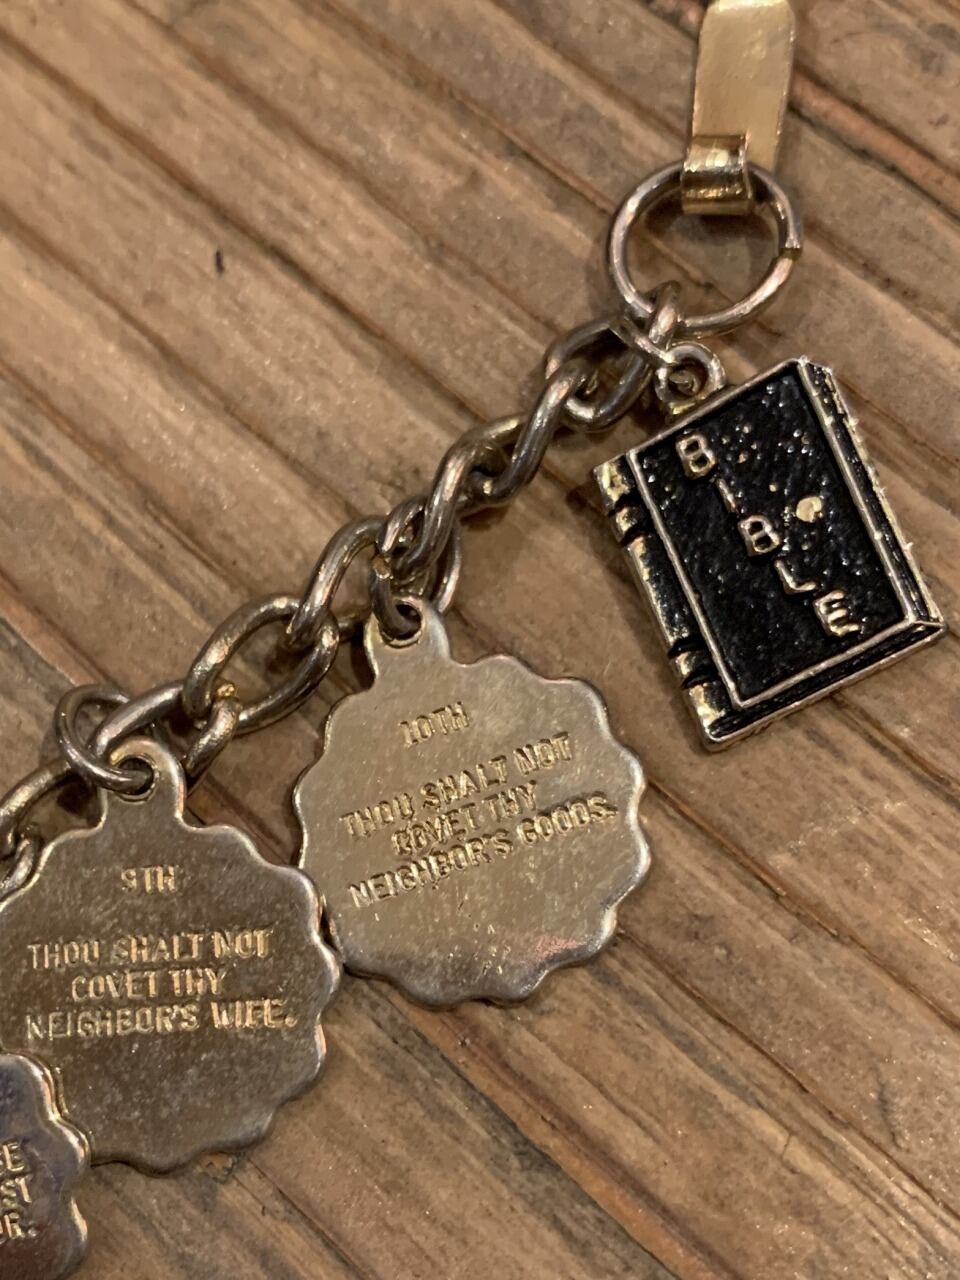 BIBLE
10TH
THOU SHALT NOT
COVET THY
NEIGHBOR'S GOODS.
9TH
THOU SHALT NOT
COVET THY
NEIGHBOR'S WIFE.